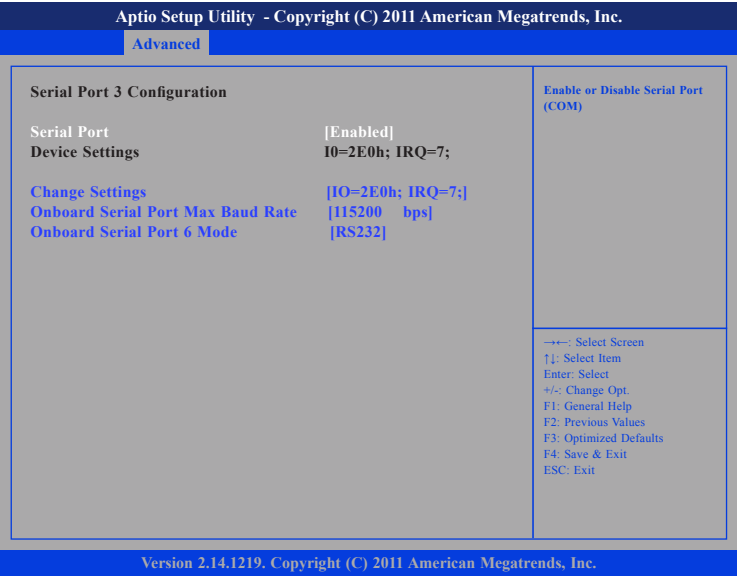 Aptio Setup Utility - Copyright (C) 2011 American Megatrends, Inc.
Advanced
Serial Port 3 Configuration
Serial Port [Enabled]
Device Settings I0=2E0h; IRQ=7;
Change Settings [IO=2E0h; IRQ=7;]
Onboard Serial Port Max Baud Rate [115200 bps]
Onboard Serial Port 6 Mode [RS232]
Enable or Disable Serial Port
(COM)
→←: Select Screen
↑↓: Select Item
Enter: Select
+/-: Change Opt.
F1: General Help
F2: Previous Values
F3: Optimized Defaults
F4: Save & Exit
ESC: Exit
Version 2.14.1219. Copyright (C) 2011 American Megatrends, Inc.